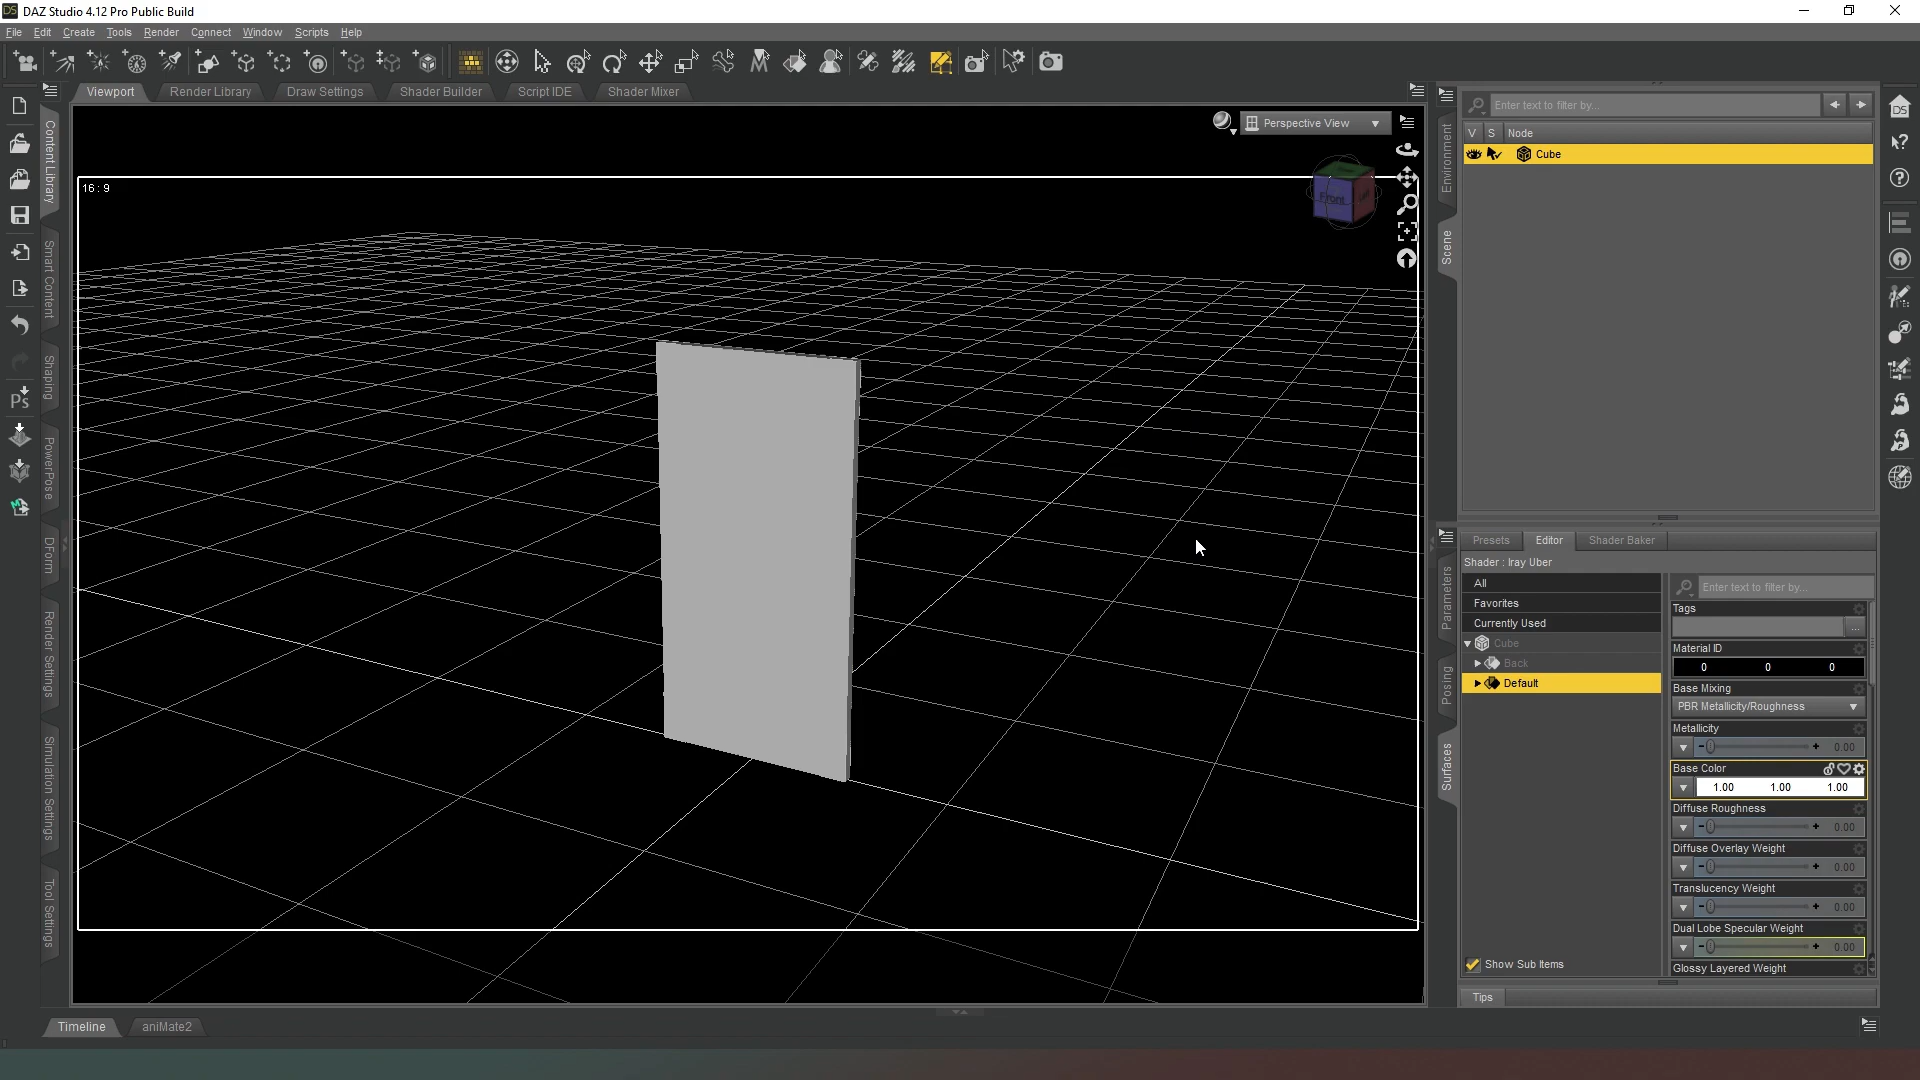 DAZ Studio 4.12 Pro Public Build
File Edit Create Tools Render Connect Window Scripts Help
Viewport Render Library Draw Settings Shader Builder Script IDE Shader Mixer
Content Library
Smart Content
Shaping
PowerPose
DForm
Render Settings
Simulation Settings
Tool Settings
Ps
16 : 9
Perspective View
Front
Environment
Scene
Enter text to filter by...
V S Node
Cube
Parameters
Posing
Surfaces
Presets Editor Shader Baker
Shader : Iray Uber
All
Favorites
Currently Used
Cube
Back
Default
Show Sub Items
Enter text to filter by...
Tags
...
Material ID
0 0 0
Base Mixing
PBR Metallicity/Roughness
Metallicity
0.00
Base Color
1.00 1.00 1.00
Diffuse Roughness
0.00
Diffuse Overlay Weight
0.00
Translucency Weight
0.00
Dual Lobe Specular Weight
0.00
Glossy Layered Weight
Tips
Timeline aniMate2